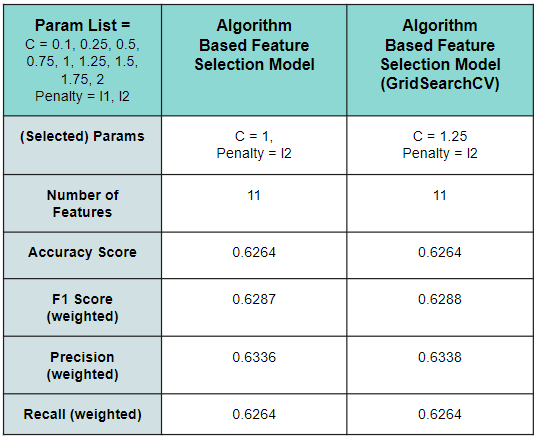 Param List =
C = 0.1, 0.25, 0.5,
0.75, 1, 1.25, 1.5,
1.75, 2
Penalty = l1, l2
Algorithm
Based Feature
Selection Model
Algorithm
Based Feature
Selection Model
(GridSearchCV)
(Selected) Params
C = 1,
Penalty = l2
C = 1.25
Penalty = l2
Number of
Features
11
11
Accuracy Score
0.6264
0.6264
F1 Score
(weighted)
0.6287
0.6288
Precision
(weighted)
0.6336
0.6338
Recall (weighted)
0.6264
0.6264